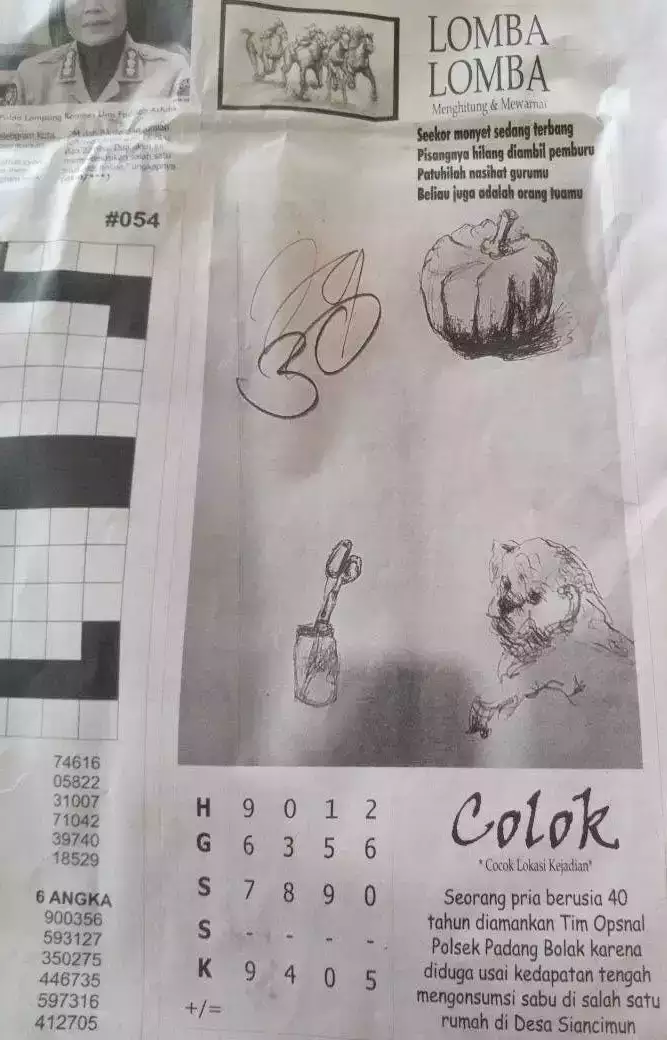 LOMBA
LOMBA
Menghitung & Mewarnai
Seekor monyet sedang terbang
Pisangnya hilang diambil pemburu
Patuhilah nasihat gurumu
Beliau juga adalah orang tuamu
#054
38
74616
05822
31007
71042
39740
18529
6 ANGKA
900356
593127
350275
446735
597316
412705
H 9 0 1 2
G 6 3 5 6
S 7 8 9 0
S - - - -
K 9 4 0 5
+/=
Colok
*Cocok Lokasi Kejadian*
Seorang pria berusia 40
tahun diamankan Tim Opsnal
Polsek Padang Bolak karena
diduga usai kedapatan tengah
mengonsumsi sabu di salah satu
rumah di Desa Siancimun